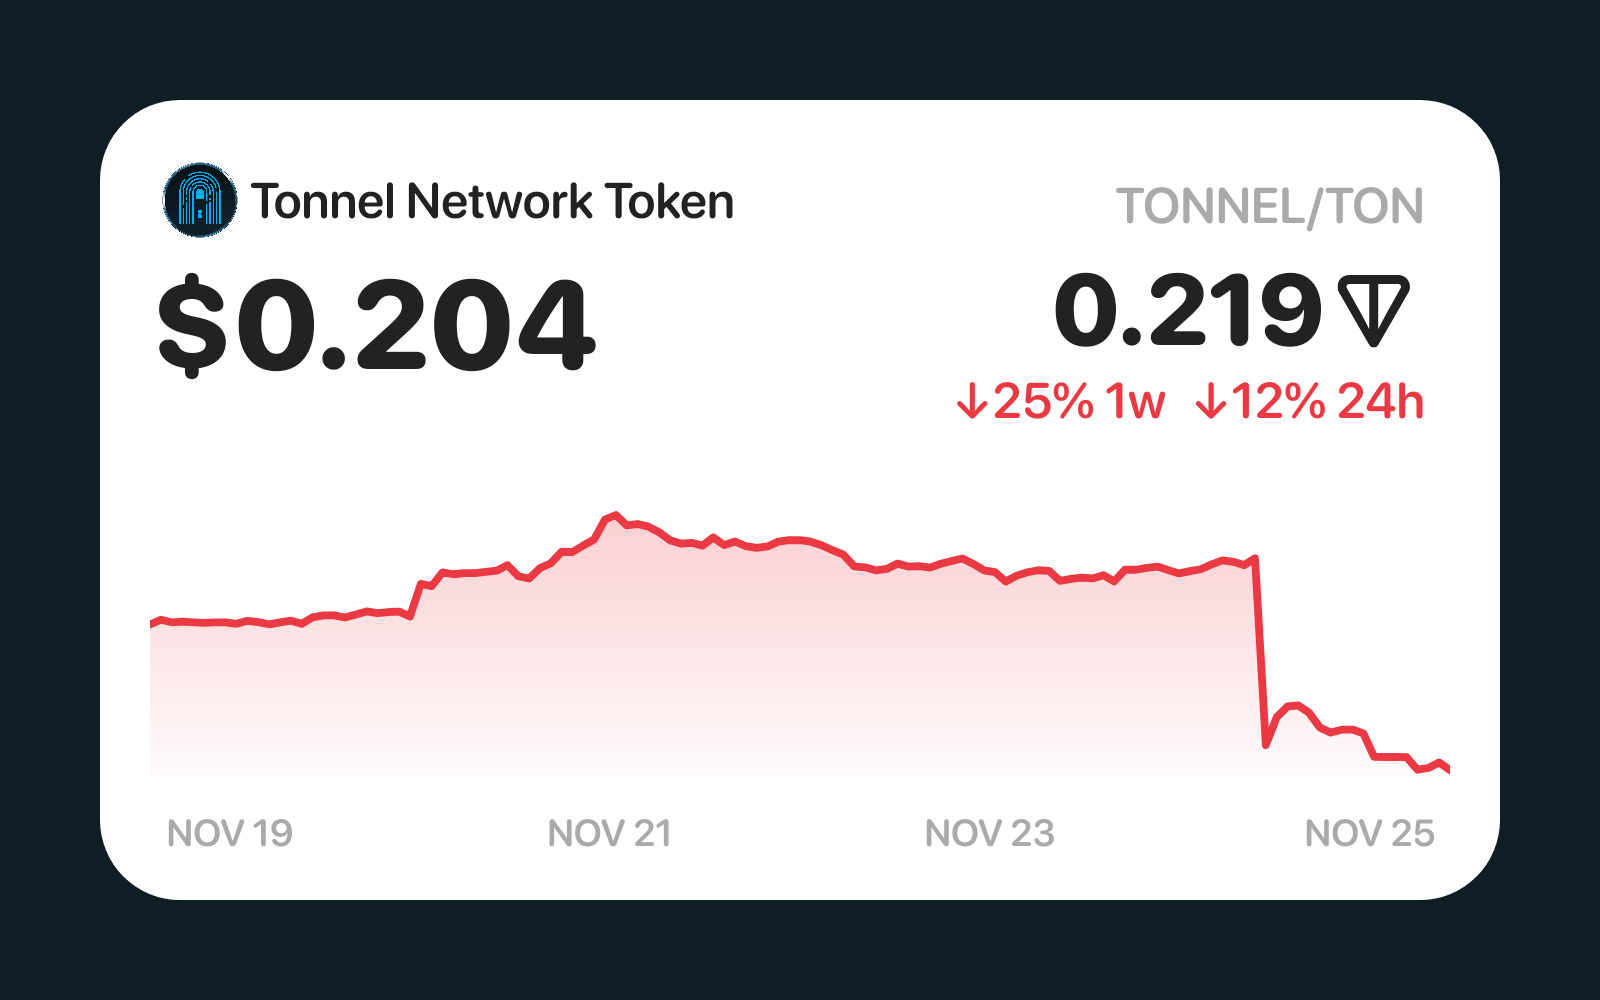 Tonnel Network Token
TONNEL/TON
$0.204
0.219
↓25% 1w ↓12% 24h
NOV 19 NOV 21 NOV 23 NOV 25